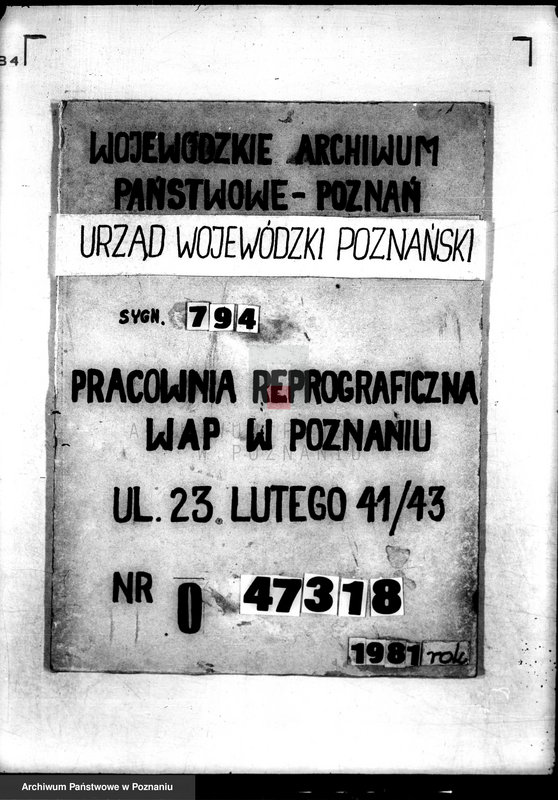 84
WOJEWÓDZKIE ARCHIWUM
PAŃSTWOWE - POZNAŃ
URZĄD WOJEWÓDZKI POZNAŃSKI
SYGN. 794
PRACOWNIA REPROGRAFICZNA
WAP W POZNANIU
UL. 23. LUTEGO 41/43
NR O 47318
1981 rok
Archiwum Państwowe w Poznaniu